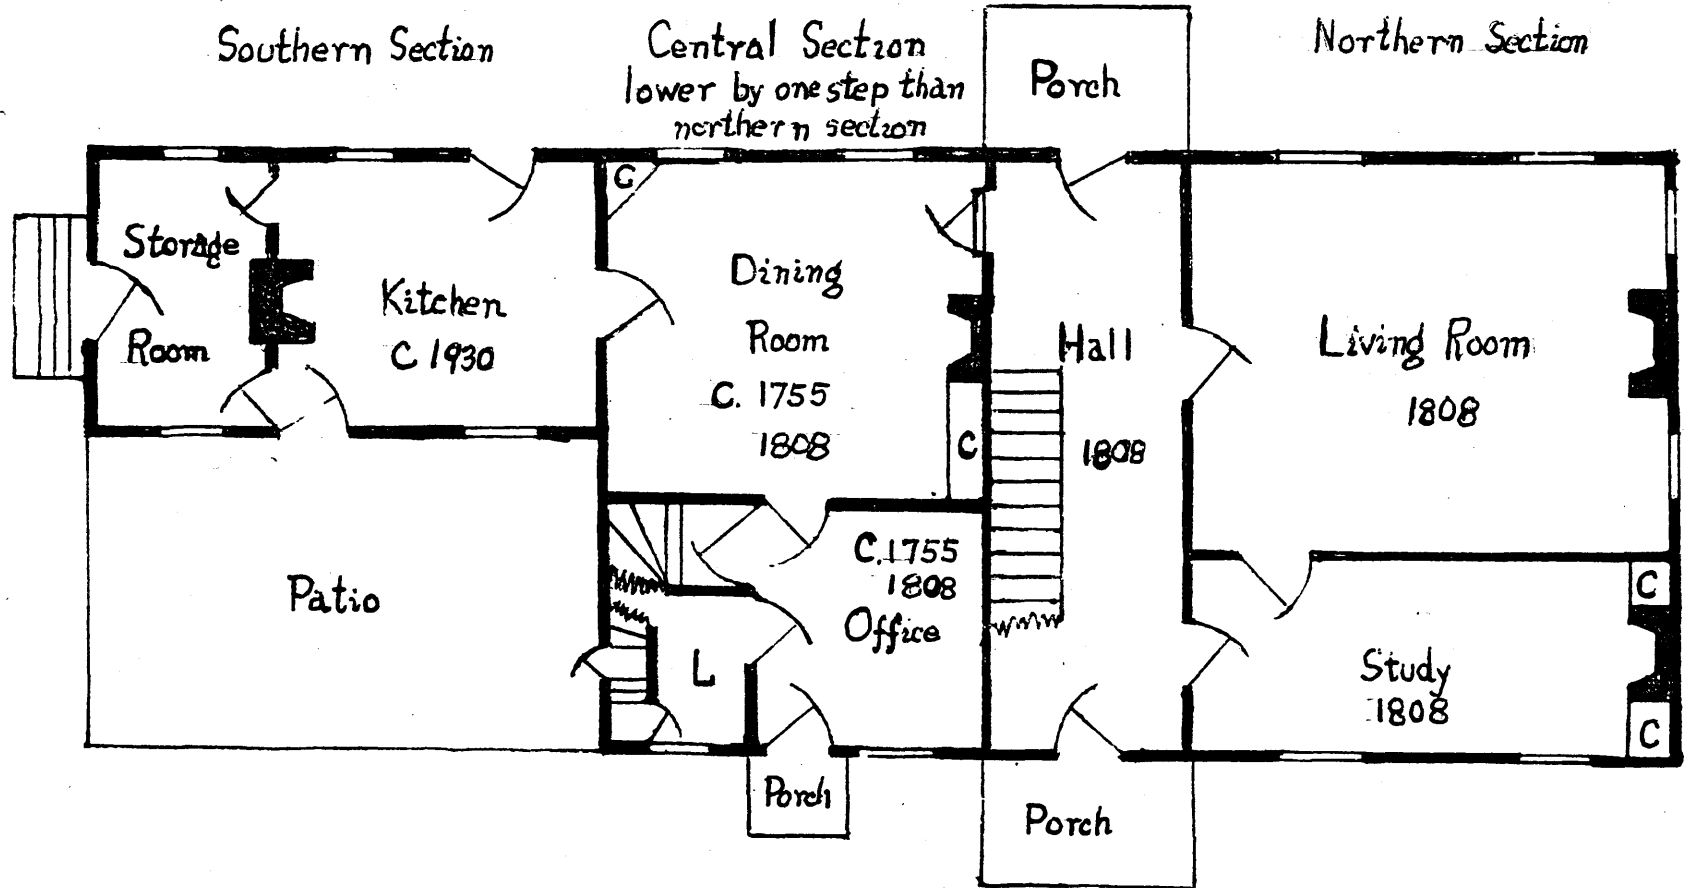 Southern Section
Central Section
lower by one step than
northern section
Porch
Northern Section
C
Storage
Room
Kitchen
C 1930
Dining
Room
C. 1755
1808
C
Hall
1808
Living Room
1808
Patio
C. 1755
1808
Office
L
C
Study
1808
C
Porch
Porch